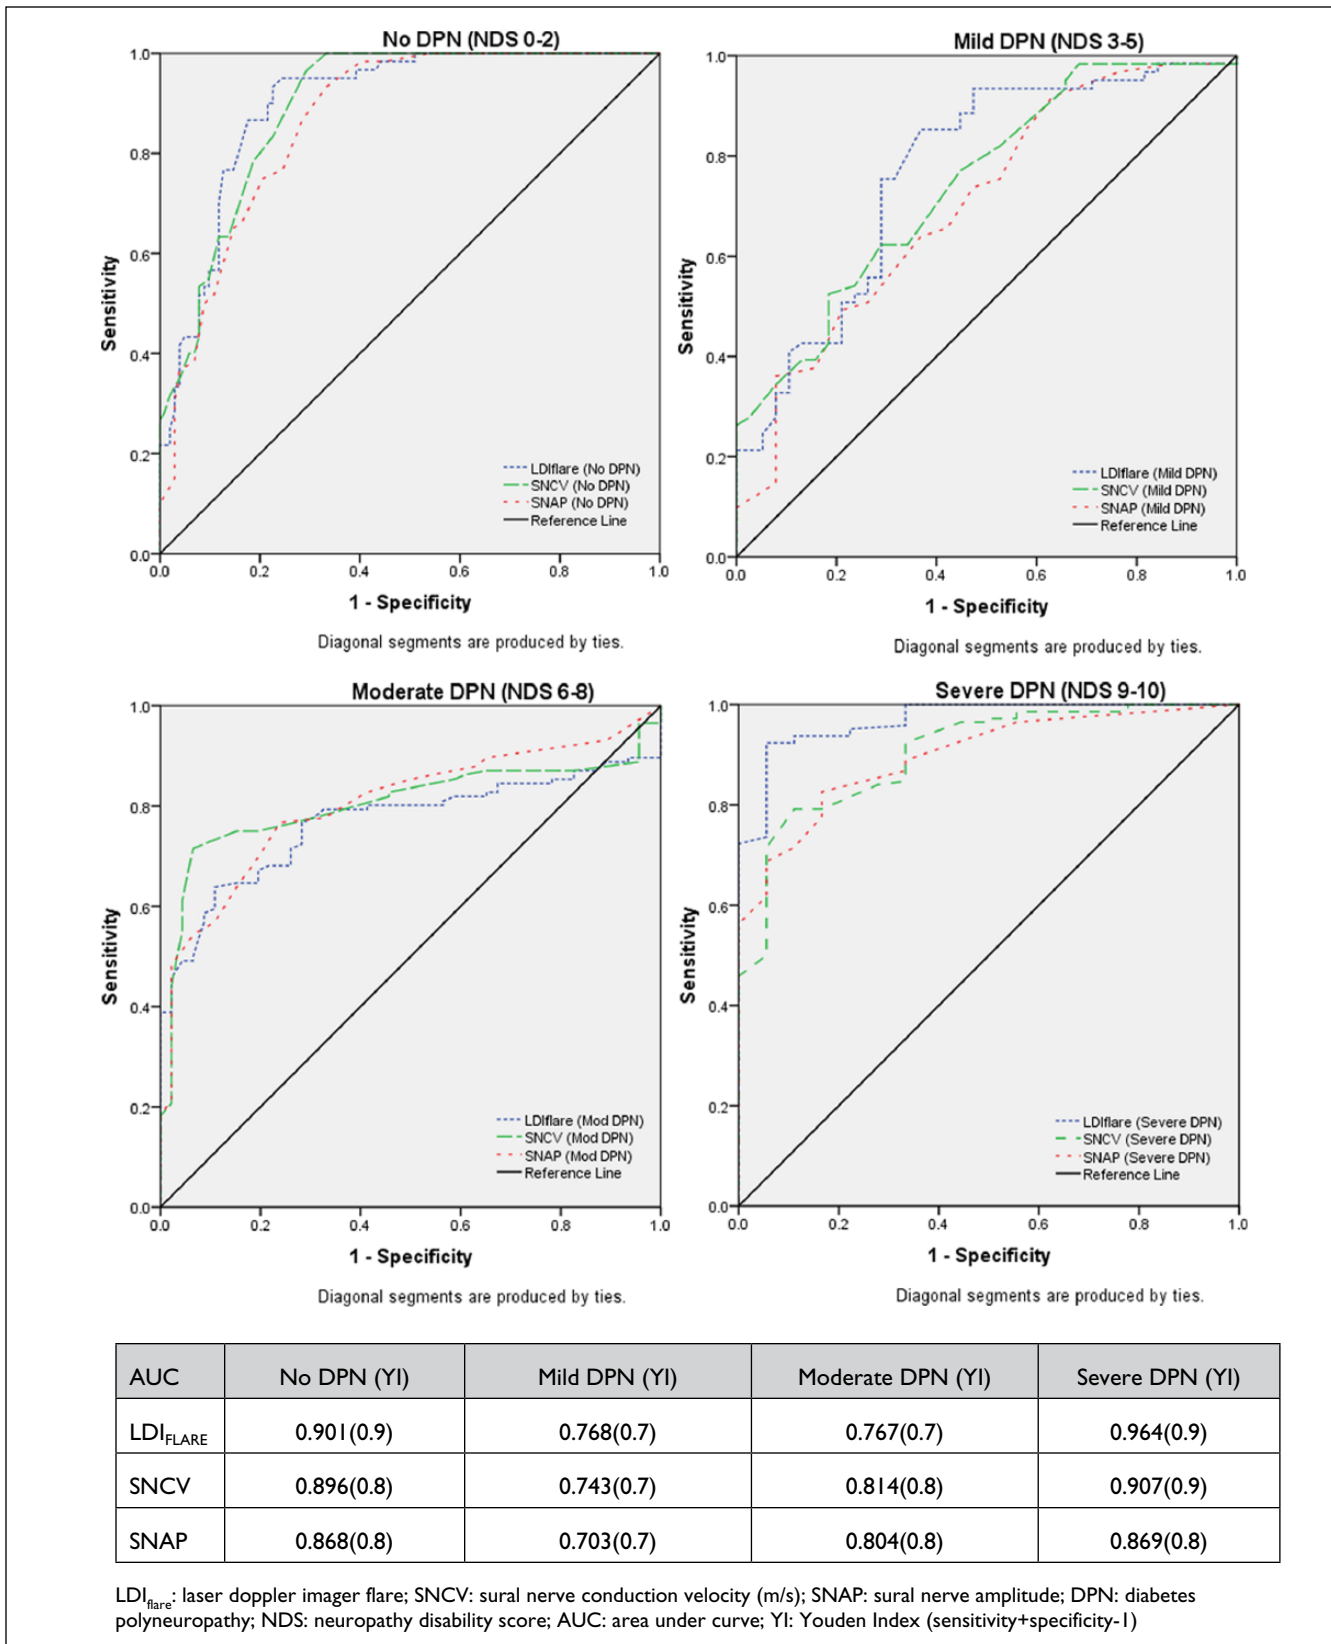 No DPN (NDS 0-2)
1.0
0.8
0.6
0.4
0.2
0.0
Sensitivity
LDIflare (No DPN)
SNCV (No DPN)
SNAP (No DPN)
Reference Line
0.0 0.2 0.4 0.6 0.8 1.0
1 - Specificity
Diagonal segments are produced by ties.
Mild DPN (NDS 3-5)
1.0
0.8
0.6
0.4
0.2
0.0
Sensitivity
LDIflare (Mild DPN)
SNCV (Mild DPN)
SNAP (Mild DPN)
Reference Line
0.0 0.2 0.4 0.6 0.8 1.0
1 - Specificity
Diagonal segments are produced by ties.
Moderate DPN (NDS 6-8)
1.0
0.8
0.6
0.4
0.2
0.0
Sensitivity
LDIflare (Mod DPN)
SNCV (Mod DPN)
SNAP (Mod DPN)
Reference Line
0.0 0.2 0.4 0.6 0.8 1.0
1 - Specificity
Diagonal segments are produced by ties.
Severe DPN (NDS 9-10)
1.0
0.8
0.6
0.4
0.2
0.0
Sensitivity
LDIflare (Severe DPN)
SNCV (Severe DPN)
SNAP (Severe DPN)
Reference Line
0.0 0.2 0.4 0.6 0.8 1.0
1 - Specificity
Diagonal segments are produced by ties.
AUC No DPN (YI) Mild DPN (YI) Moderate DPN (YI) Severe DPN (YI)
LDIFLARE 0.901(0.9) 0.768(0.7) 0.767(0.7) 0.964(0.9)
SNCV 0.896(0.8) 0.743(0.7) 0.814(0.8) 0.907(0.9)
SNAP 0.868(0.8) 0.703(0.7) 0.804(0.8) 0.869(0.8)
LDIflare: laser doppler imager flare; SNCV: sural nerve conduction velocity (m/s); SNAP: sural nerve amplitude; DPN: diabetes
polyneuropathy; NDS: neuropathy disability score; AUC: area under curve; YI: Youden Index (sensitivity+specificity-1)